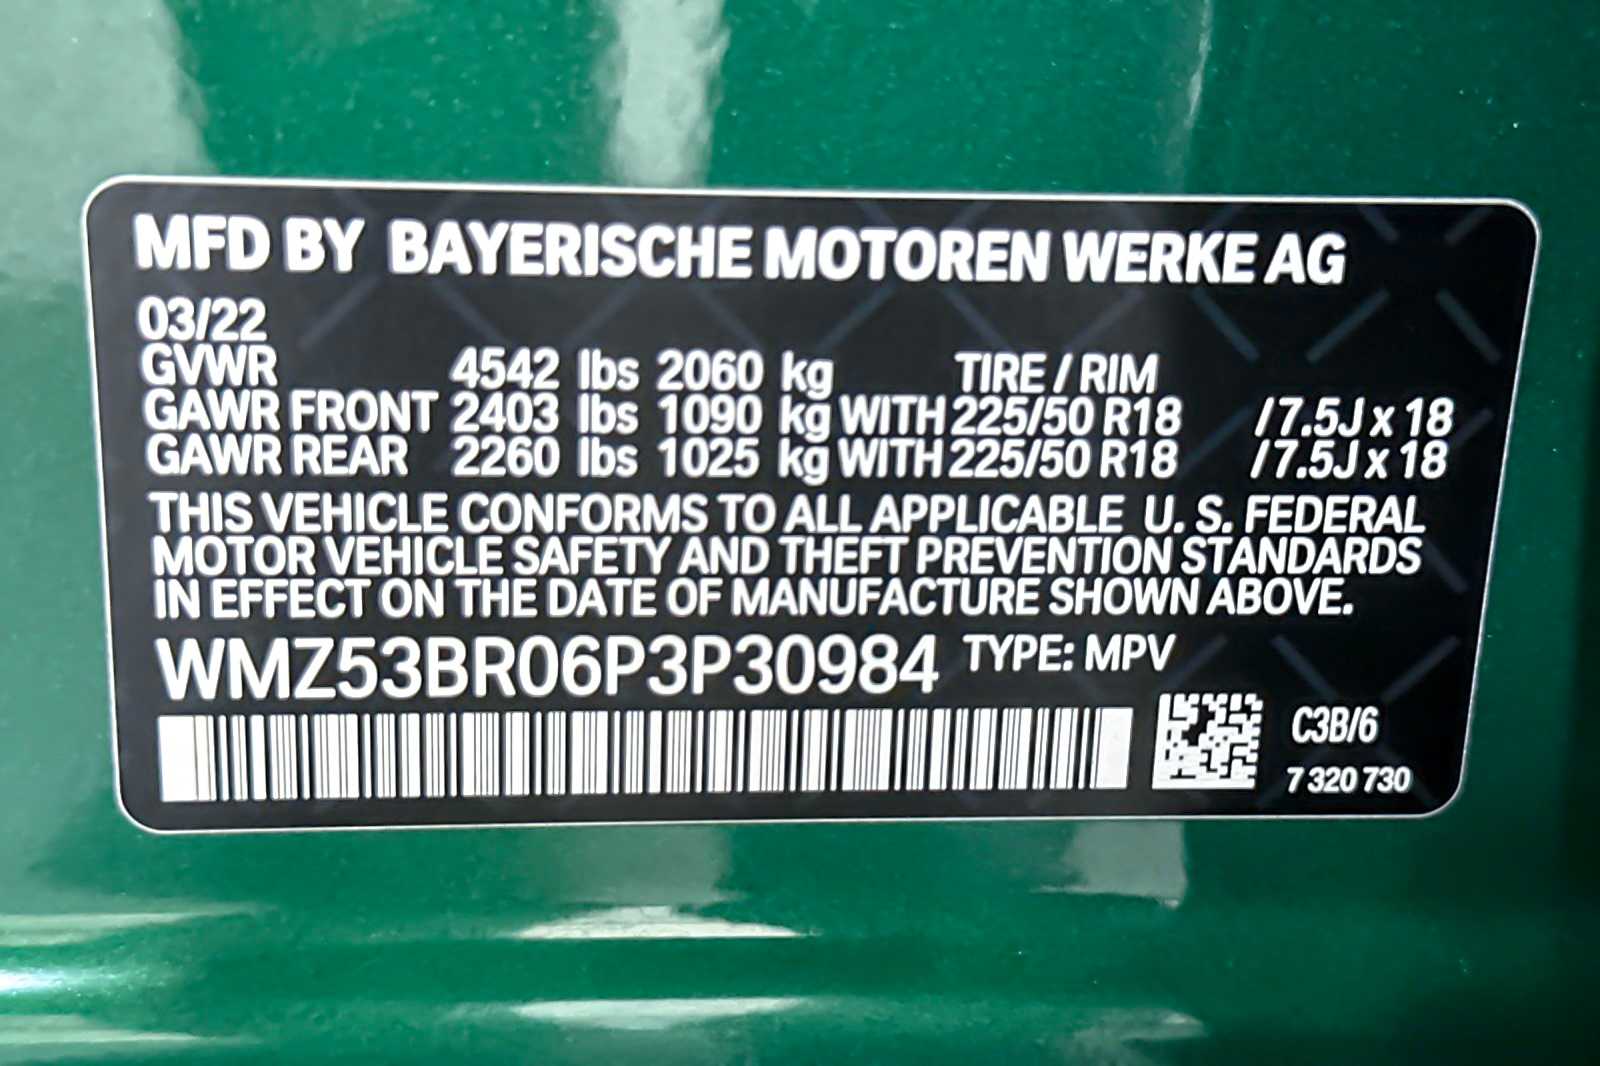 MFD BY BAYERISCHE MOTOREN WERKE AG
03/22
GVWR 4542 lbs 2060 kg TIRE / RIM
GAWR FRONT 2403 lbs 1090 kg WITH 225/50 R18 /7.5J x 18
GAWR REAR 2260 lbs 1025 kg WITH 225/50 R18 /7.5J x 18
THIS VEHICLE CONFORMS TO ALL APPLICABLE U. S. FEDERAL
MOTOR VEHICLE SAFETY AND THEFT PREVENTION STANDARDS
IN EFFECT ON THE DATE OF MANUFACTURE SHOWN ABOVE.
WMZ53BR06P3P30984 TYPE: MPV
C3B/6
7 320 730